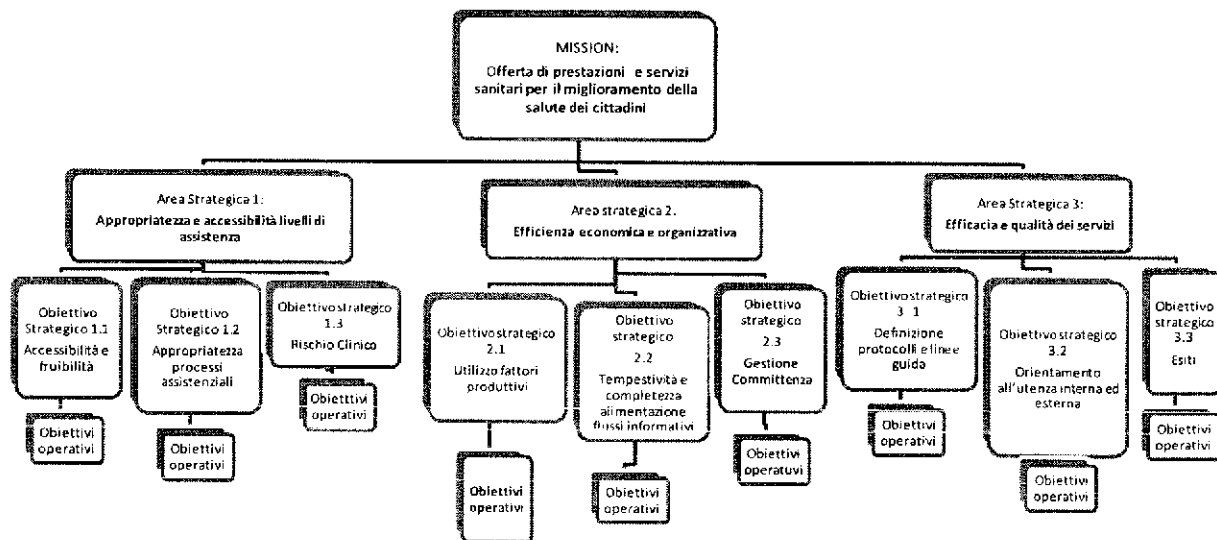 MISSION:
Offerta di prestazioni e servizi
sanitari per il miglioramento della
salute dei cittadini
Area Strategica 1:
Appropriatezza e accessibilità livelli di
assistenza
Area strategica 2.
Efficienza economica e organizzativa
Area Strategica 3:
Efficacia e qualità dei servizi
Obiettivo
Strategico 1.1
Accessibilità e
fruibilità
Obiettivi
operativi
Obiettivo
Strategico 1.2
Appropriatezza
processi
assistenziali
Obiettivi
operativi
Obiettivo strategico
1.3
Rischio Clinico
Obiettivi
operativi
Obiettivo strategico
2.1
Utilizzo fattori
produttivi
Obiettivi
operativi
Obiettivo
strategico
2.2
Tempestività e
completezza
alimentazione
flussi informativi
Obiettivi
operativi
Obiettivo
strategico
2.3
Gestione
Committenza
Obiettivi
operatuvi
Obiettivo strategico
3 1
Definizione
protocolli e linee
guida
Obiettivi
operativi
Obiettivo strategico
3.2
Orientamento
all'utenza interna ed
esterna
Obiettivi
operativi
Obiettivo
strategico 3.3
Esiti
Obiettivi
operativi